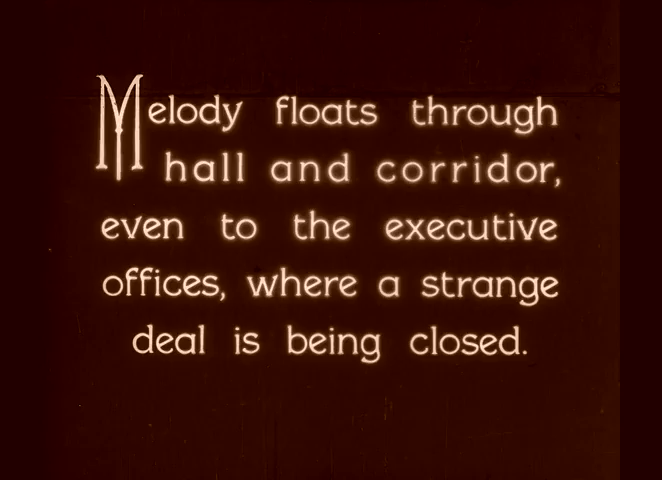 Melody floats through
hall and corridor,
even to the executive
offices, where a strange
deal is being closed.